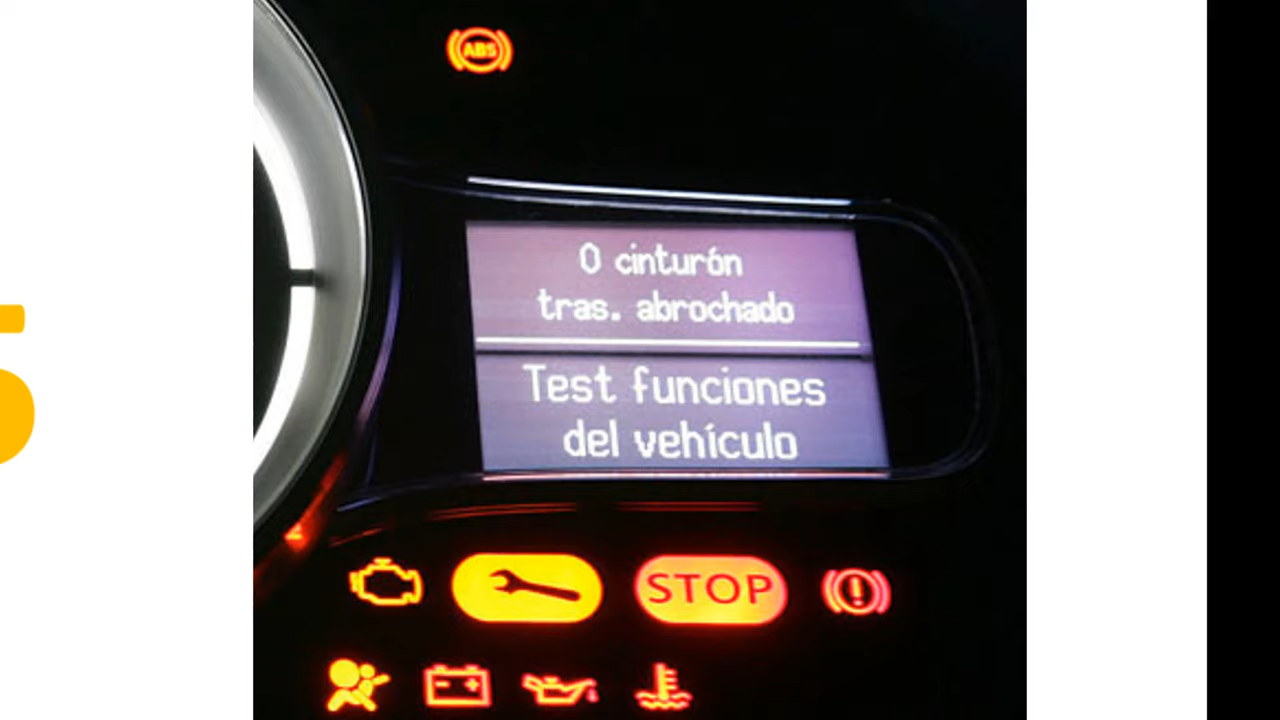 ABS
0 cinturón
tras. abrochado
Test funciones
del vehículo
STOP